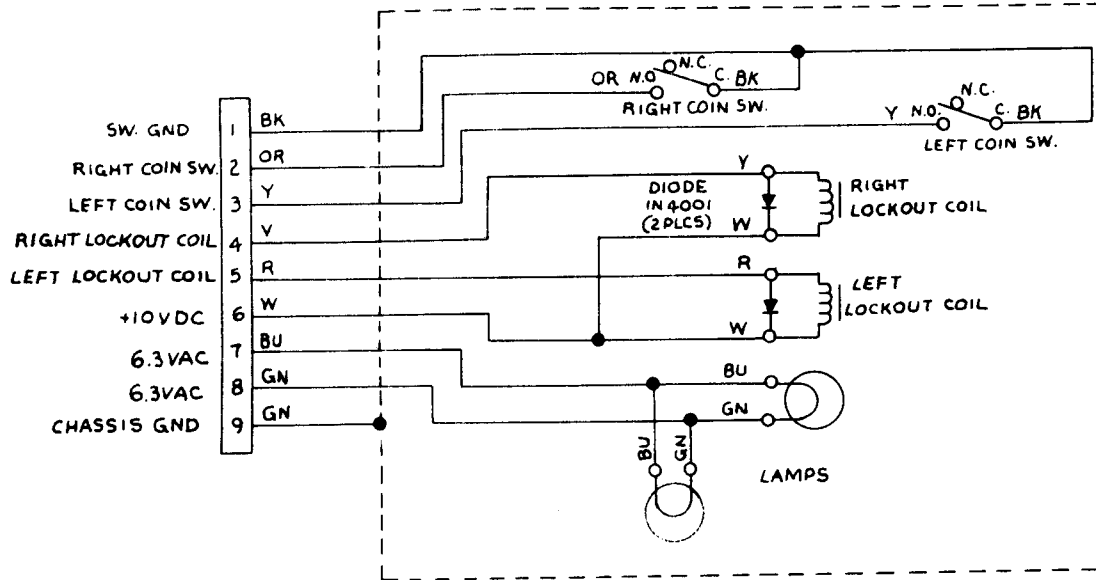 N.C.
OR N.O. C. BK
RIGHT COIN SW.
N.C.
Y N.O. C. BK
LEFT COIN SW.
SW. GND 1 BK
RIGHT COIN SW. 2 OR
LEFT COIN SW. 3 Y
RIGHT LOCKOUT COIL 4 V
LEFT LOCKOUT COIL 5 R
+10VDC 6 W
6.3VAC 7 BU
6.3VAC 8 GN
CHASSIS GND 9 GN
Y
DIODE
IN4001
(2PLCS)
W
RIGHT
LOCKOUT COIL
R
W
LEFT
LOCKOUT COIL
BU
GN
BU GN
LAMPS